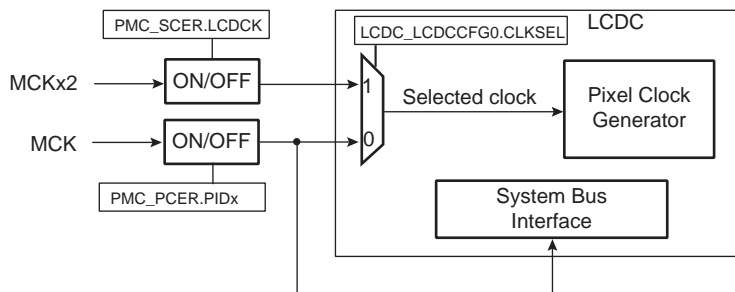 PMC_SCER.LCDCK
LCDC_LCDCCFG0.CLKSEL
LCDC
MCKx2
ON/OFF
1
Selected clock
Pixel Clock
Generator
MCK
ON/OFF
0
PMC_PCER.PIDx
System Bus
Interface